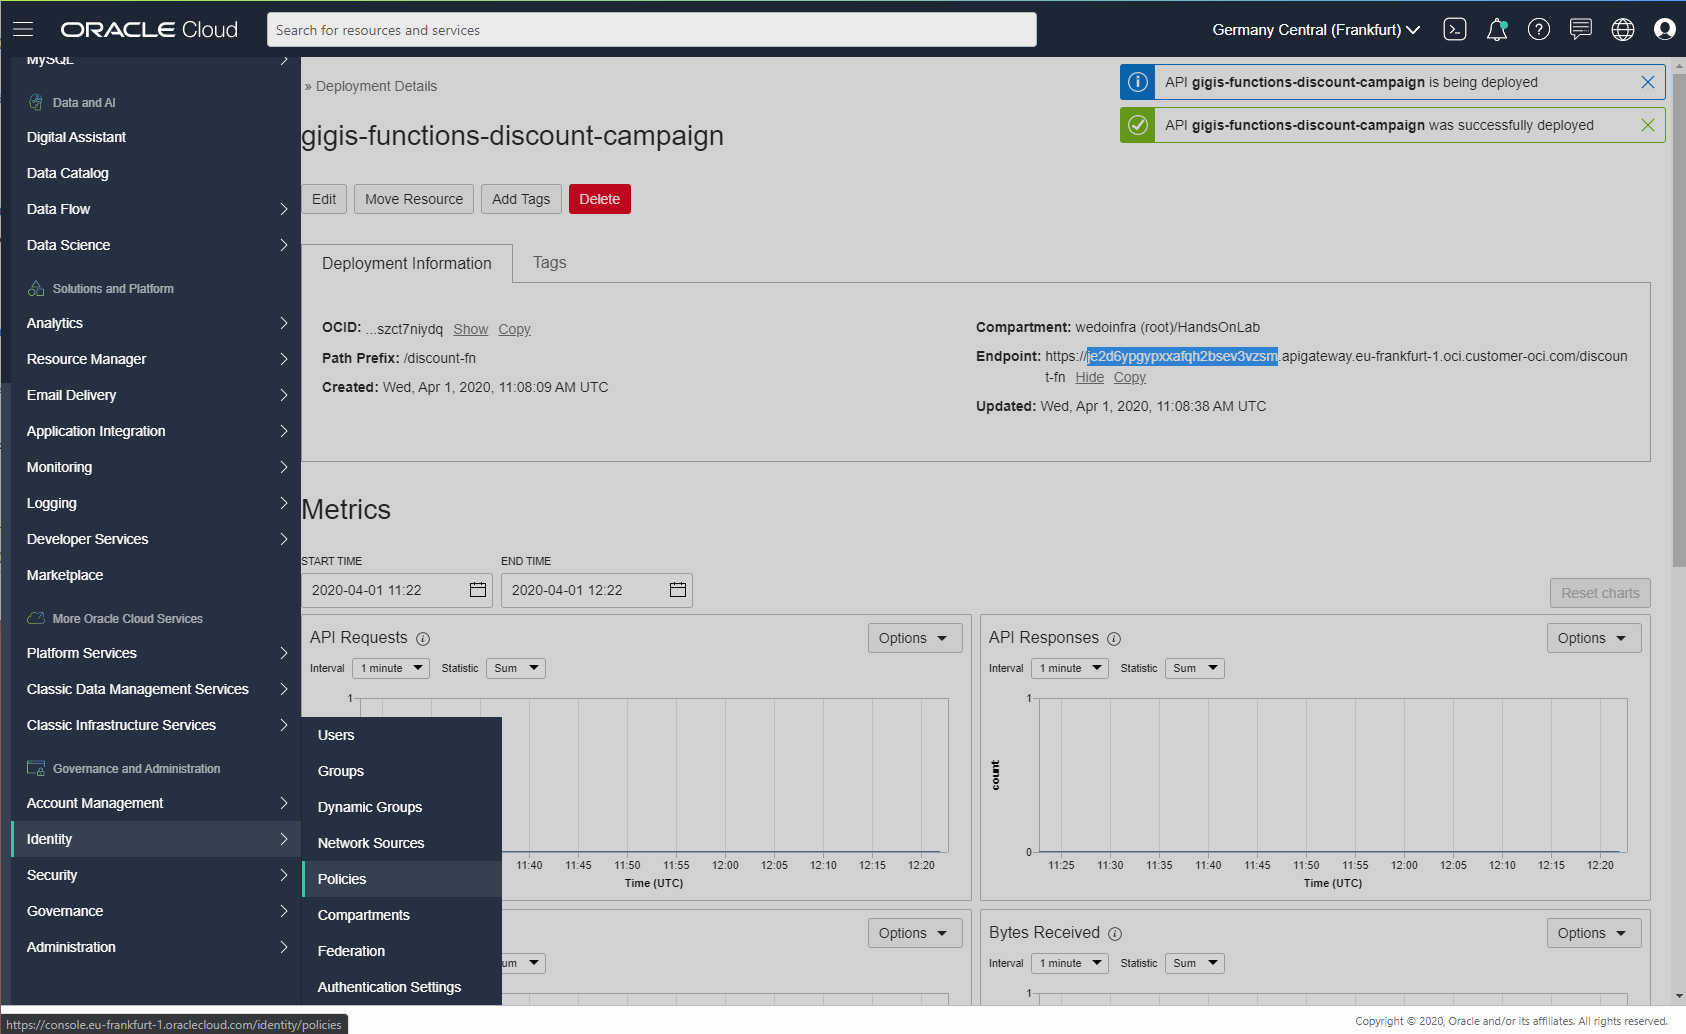 ORACLE Cloud
Search for resources and services
Germany Central (Frankfurt)
MySQL
Data and AI
Digital Assistant
Data Catalog
Data Flow
Data Science
Solutions and Platform
Analytics
Resource Manager
Email Delivery
Application Integration
Monitoring
Logging
Developer Services
Marketplace
More Oracle Cloud Services
Platform Services
Classic Data Management Services
Classic Infrastructure Services
Governance and Administration
Account Management
Identity
Security
Governance
Administration
Users
Groups
Dynamic Groups
Network Sources
Policies
Compartments
Federation
Authentication Settings
» Deployment Details
API gigis-functions-discount-campaign is being deployed
API gigis-functions-discount-campaign was successfully deployed
gigis-functions-discount-campaign
Edit Move Resource Add Tags Delete
Deployment Information Tags
OCID: ...szct7niydq Show Copy
Path Prefix: /discount-fn
Created: Wed, Apr 1, 2020, 11:08:09 AM UTC
Compartment: wedoinfra (root)/HandsOnLab
Endpoint: https://je2d6ypgypxxafqh2bsev3vzsm.apigateway.eu-frankfurt-1.oci.customer-oci.com/discoun
t-fn Hide Copy
Updated: Wed, Apr 1, 2020, 11:08:38 AM UTC
Metrics
START TIME END TIME
2020-04-01 11:22 2020-04-01 12:22
Reset charts
API Requests Options
Interval 1 minute Statistic Sum
1
11:40 11:45 11:50 11:55 12:00 12:05 12:10 12:15 12:20
Time (UTC)
API Responses Options
Interval 1 minute Statistic Sum
1
count
0
11:25 11:30 11:35 11:40 11:45 11:50 11:55 12:00 12:05 12:10 12:15 12:20
Time (UTC)
Options
um
Bytes Received Options
Interval 1 minute Statistic Sum
1
https://console.eu-frankfurt-1.oraclecloud.com/identity/policies
Copyright © 2020, Oracle and/or its affiliates. All rights reserved.